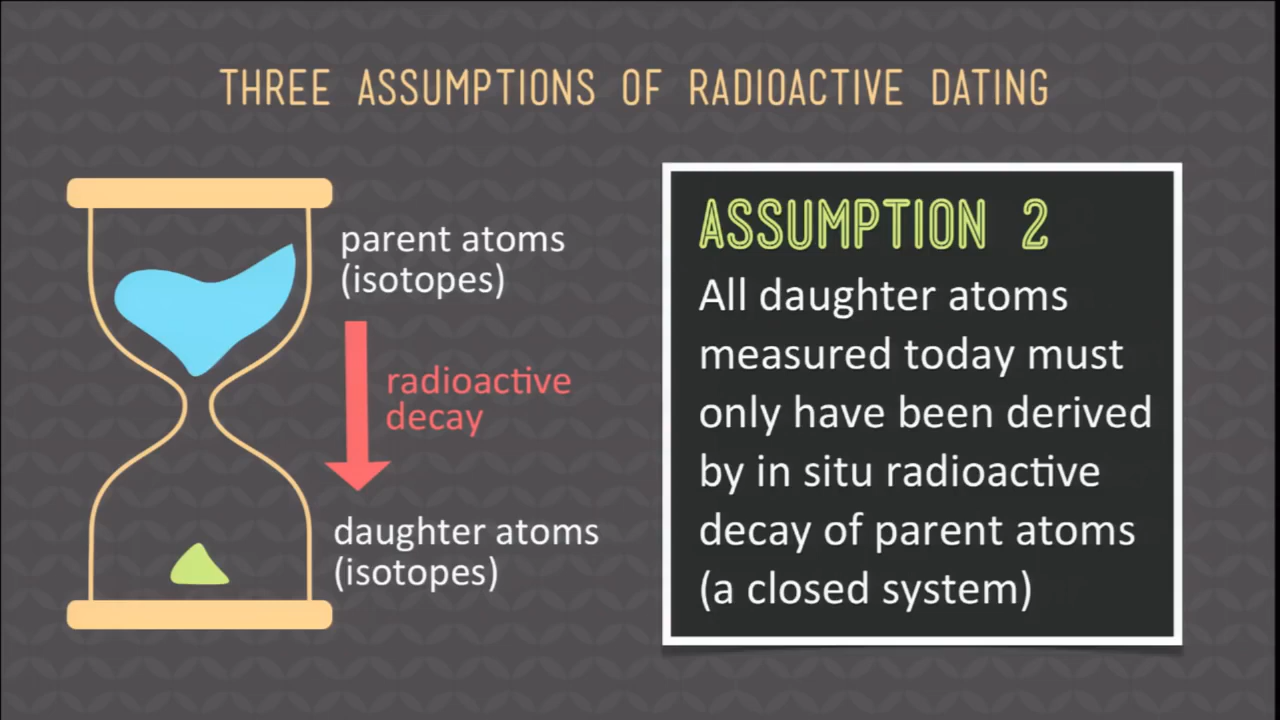 THREE ASSUMPTIONS OF RADIOACTIVE DATING
parent atoms
(isotopes)
radioactive
decay
daughter atoms
(isotopes)
ASSUMPTION 2
All daughter atoms
measured today must
only have been derived
by in situ radioactive
decay of parent atoms
(a closed system)